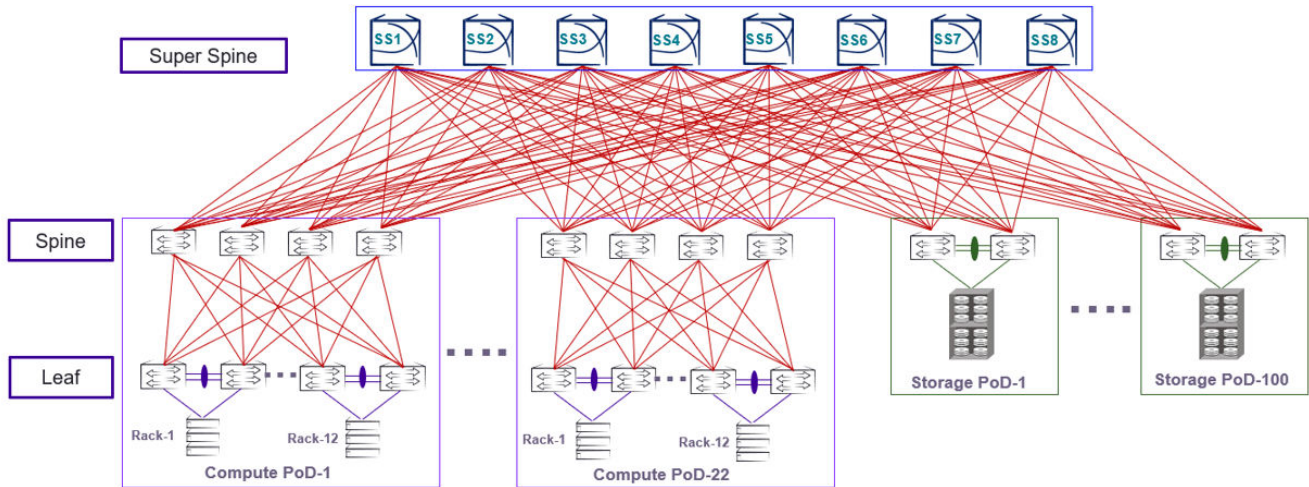 SS1 SS2 SS3 SS4 SS5 SS6 SS7 SS8
Super Spine
Spine
Leaf
Rack-1
Rack-12
Compute PoD-1
Rack-1
Rack-12
Compute PoD-22
Storage PoD-1
Storage PoD-100